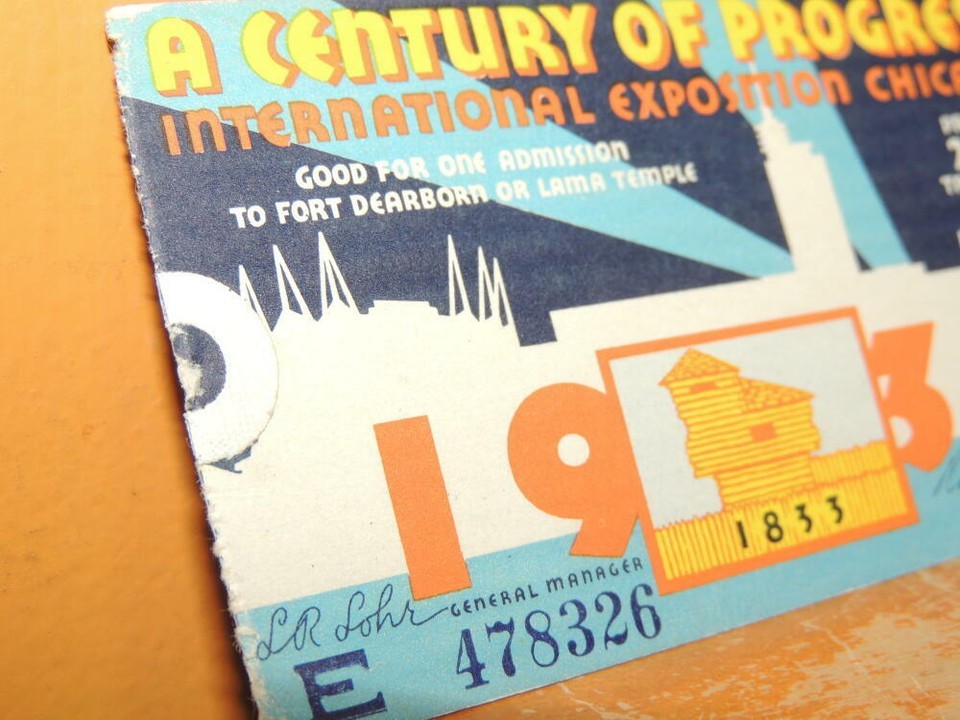 A CENTURY OF PROGRE
INTERNATIONAL EXPOSITION CHICA
GOOD FOR ONE ADMISSION
TO FORT DEARBORN OR LAMA TEMPLE
19 3
1833
LR Lohr GENERAL MANAGER
E 478326